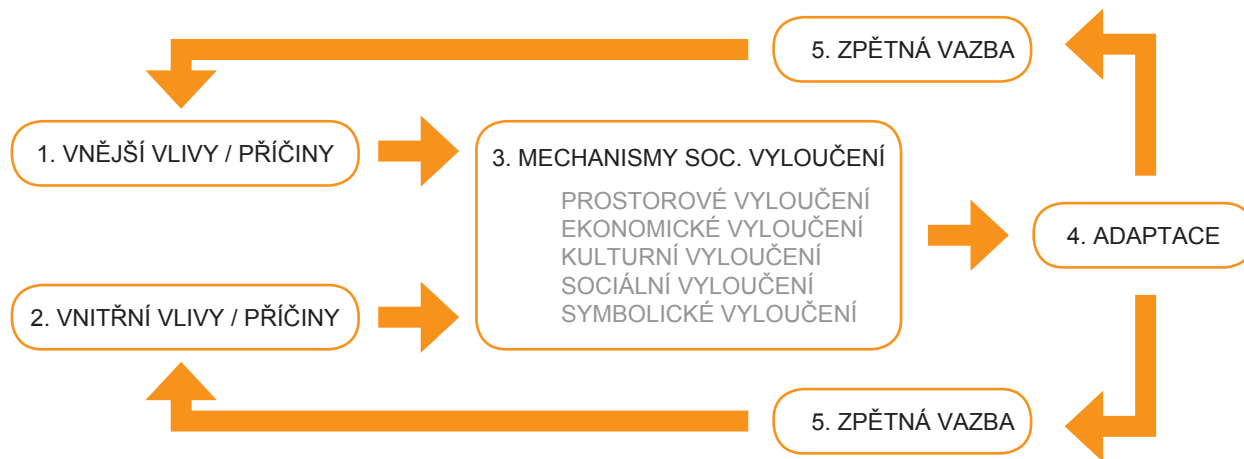 5. ZPĚTNÁ VAZBA
1. VNĚJŠÍ VLIVY / PŘÍČINY
3. MECHANISMY SOC. VYLOUČENÍ
PROSTOROVÉ VYLOUČENÍ
EKONOMICKÉ VYLOUČENÍ
KULTURNÍ VYLOUČENÍ
SOCIÁLNÍ VYLOUČENÍ
SYMBOLICKÉ VYLOUČENÍ
4. ADAPTACE
2. VNITŘNÍ VLIVY / PŘÍČINY
5. ZPĚTNÁ VAZBA